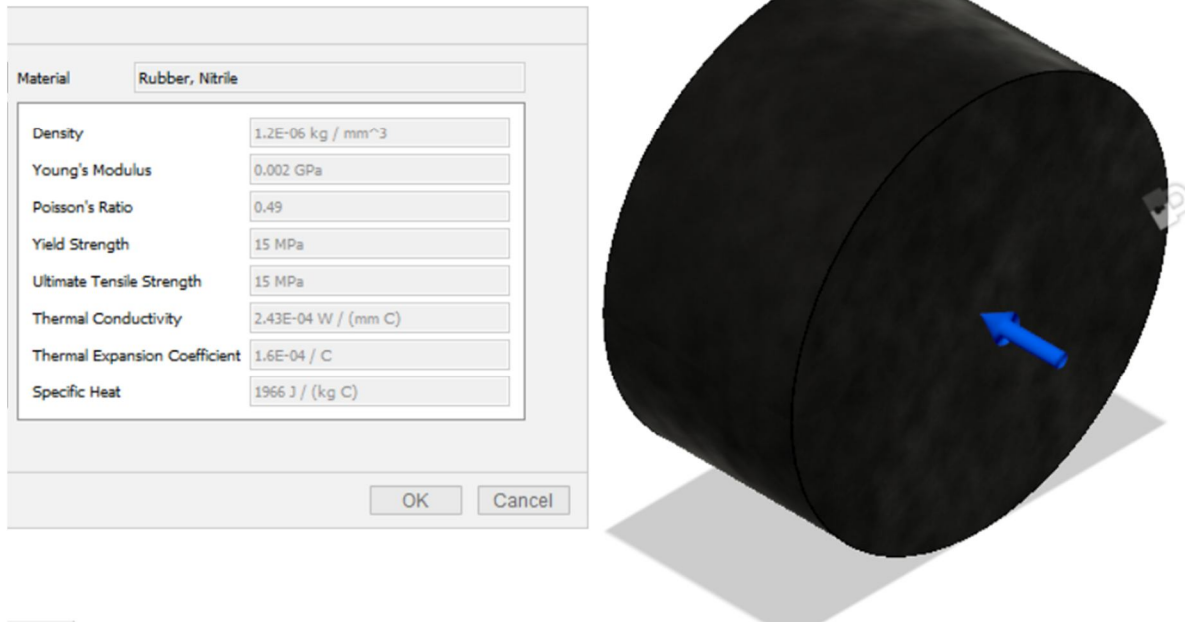 Material Rubber, Nitrile
Density 1.2E-06 kg / mm^3
Young's Modulus 0.002 GPa
Poisson's Ratio 0.49
Yield Strength 15 MPa
Ultimate Tensile Strength 15 MPa
Thermal Conductivity 2.43E-04 W / (mm C)
Thermal Expansion Coefficient 1.6E-04 / C
Specific Heat 1966 J / (kg C)
OK Cancel